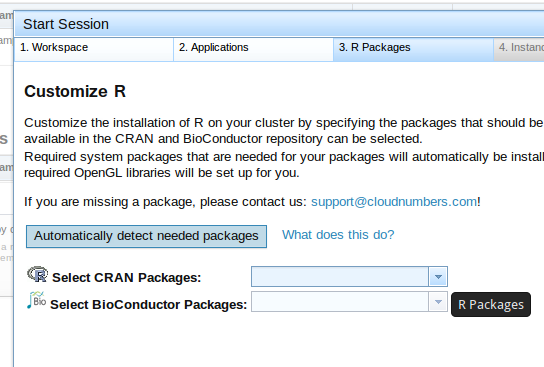 Start Session
1. Workspace
2. Applications
3. R Packages
4. Instanc
Customize R
Customize the installation of R on your cluster by specifying the packages that should be
available in the CRAN and BioConductor repository can be selected.
Required system packages that are needed for your packages will automatically be instal
required OpenGL libraries will be set up for you.
If you are missing a package, please contact us: support@cloudnumbers.com!
Automatically detect needed packages
What does this do?
R Select CRAN Packages:
Bio Select BioConductor Packages:
R Packages